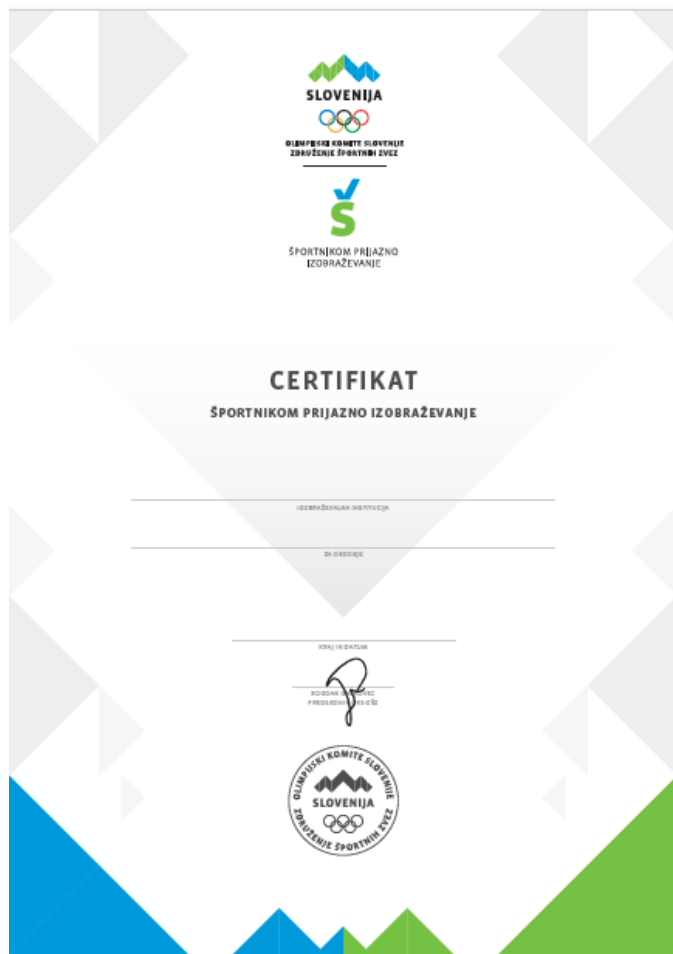 SLOVENIJA
OLIMPIJSKI KOMITE SLOVENIJE
ZDRUŽENJE ŠPORTNIH ZVEZ
Š
ŠPORTNIKOM PRIJAZNO
IZOBRAŽEVANJE
CERTIFIKAT
ŠPORTNIKOM PRIJAZNO IZOBRAŽEVANJE
IZOBRAŽEVALNA INSTITUCIJA
ZA OBDOBJE
KRAJ IN DATUM
BOGDAN
PREDSEDNIK
OLIMPIJSKI KOMITE SLOVENIJE
SLOVENIJA
ZDRUŽENJE ŠPORTNIH ZVEZ